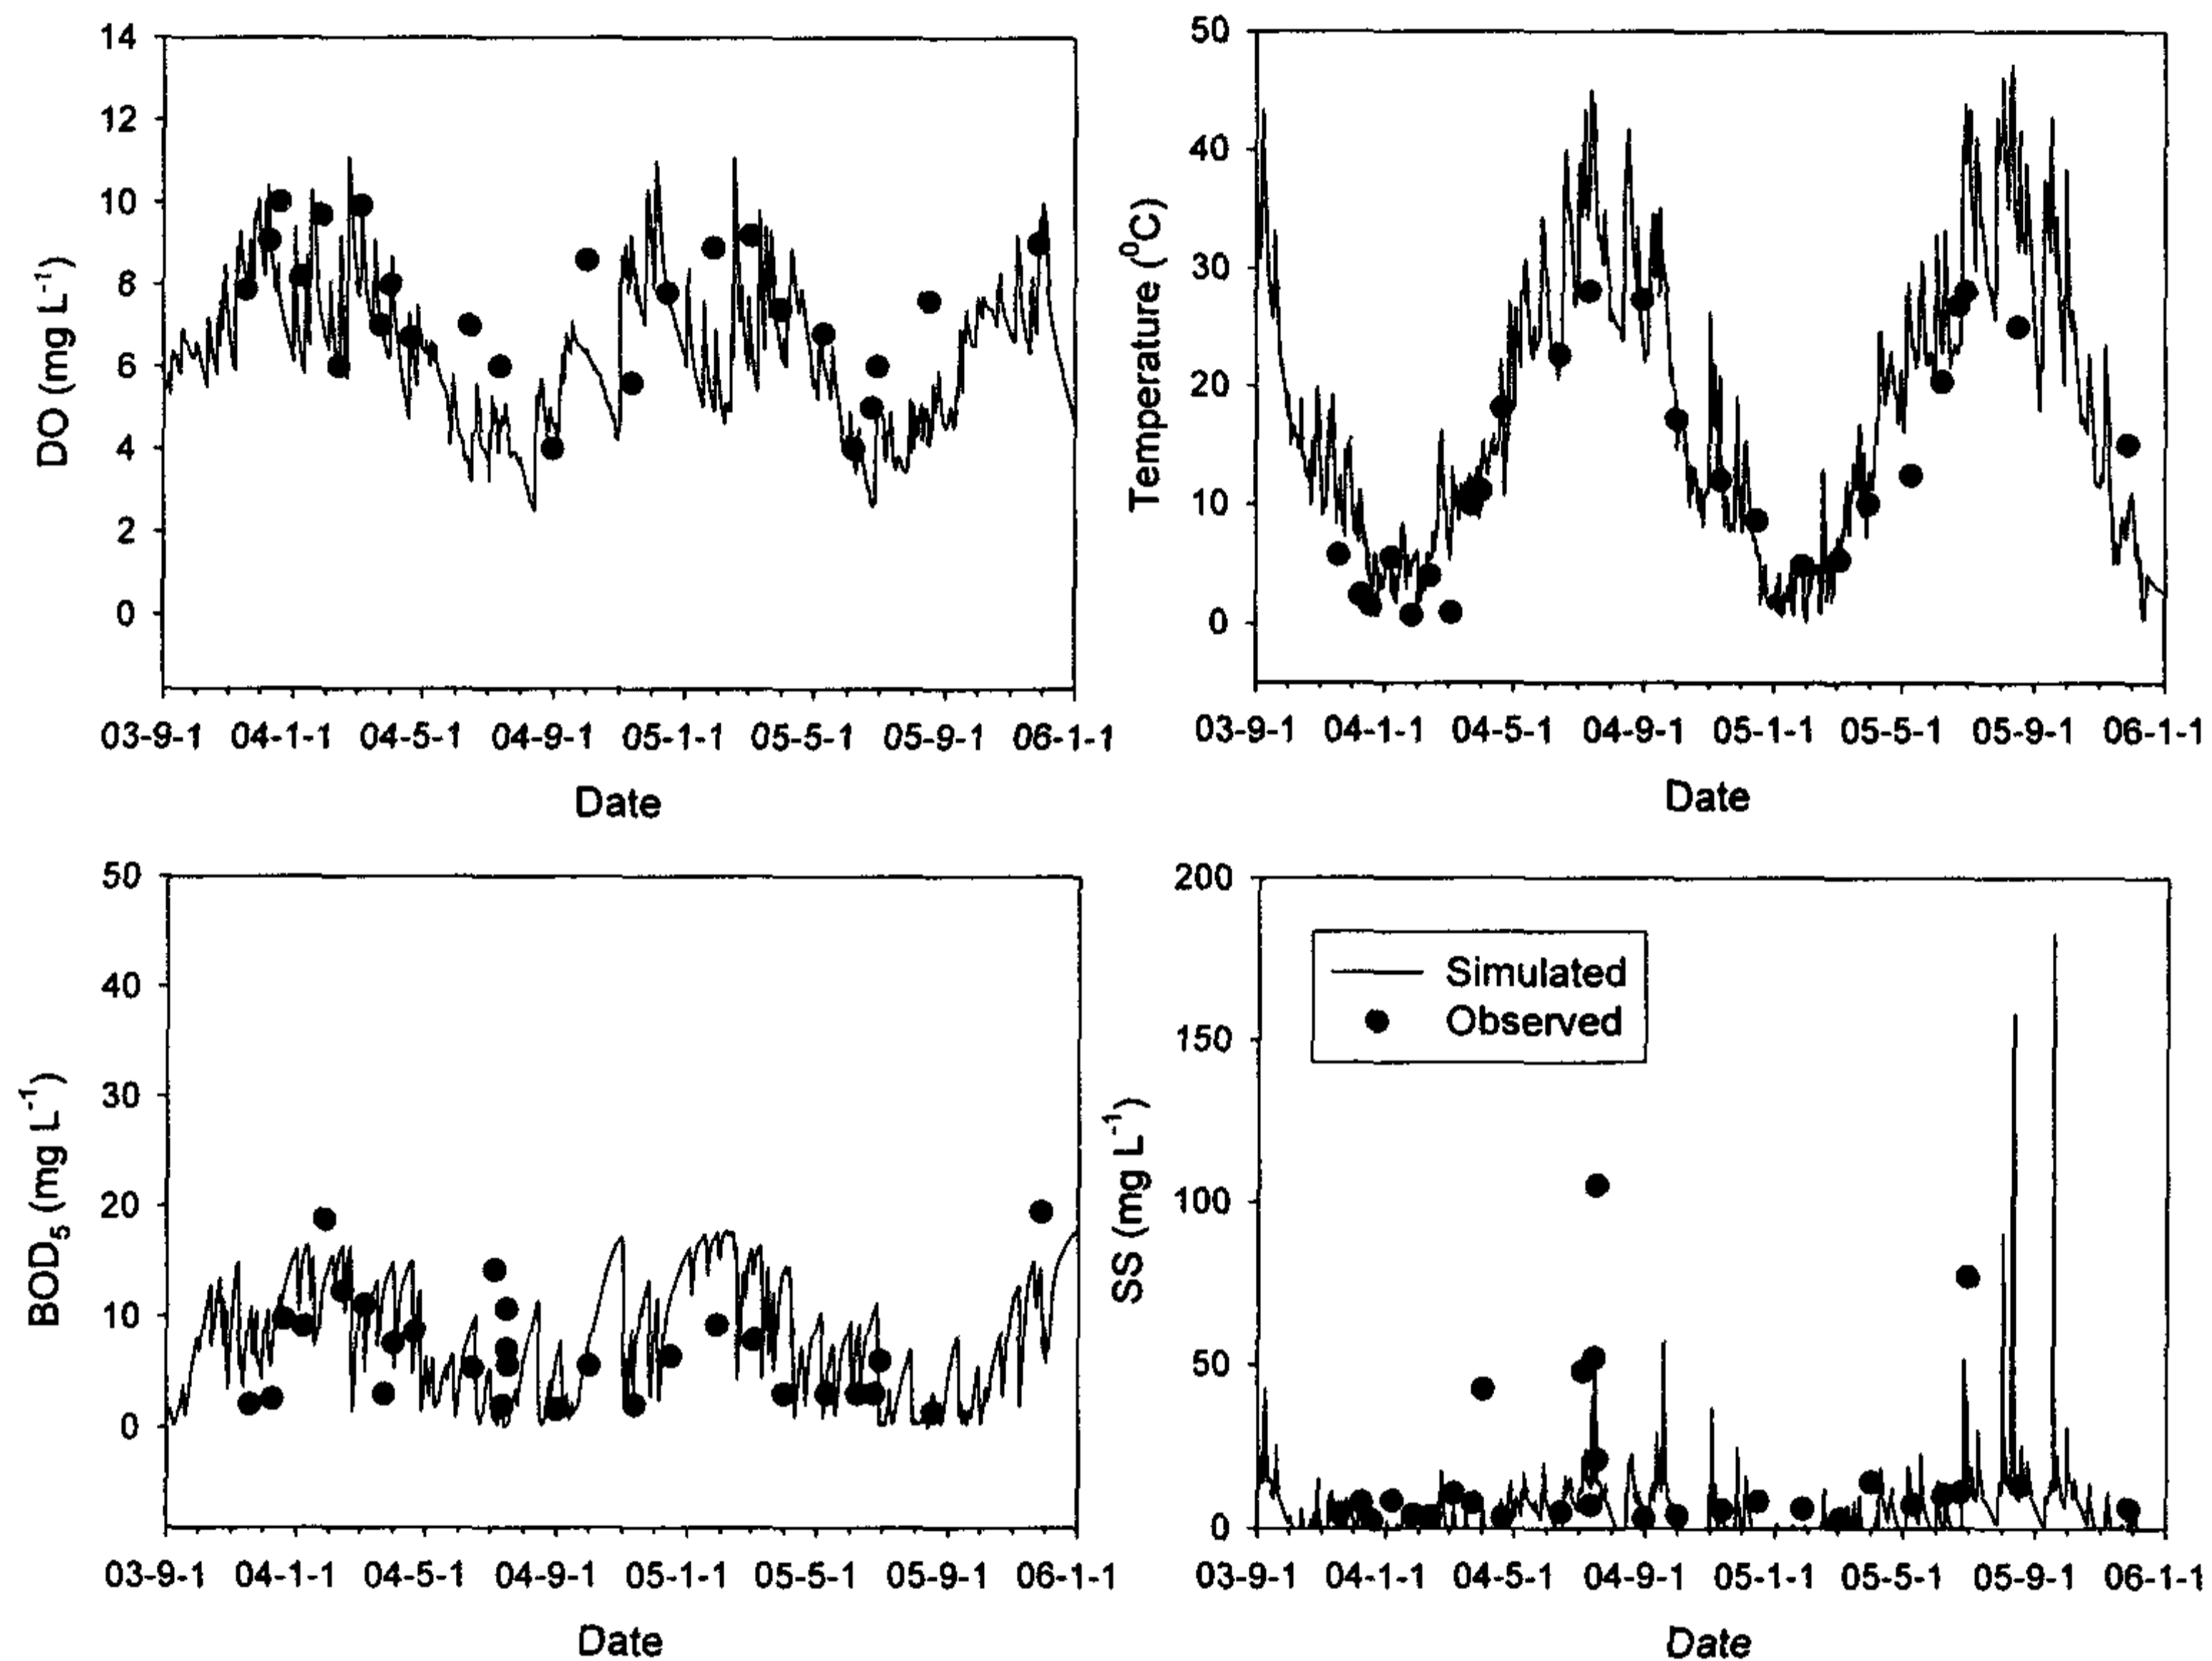 14
12
10
8
6
4
2
0
DO (mg L⁻¹)
03-9-1 04-1-1 04-5-1 04-9-1 05-1-1 05-5-1 05-9-1 06-1-1
Date
50
40
30
20
10
0
Temperature (⁰C)
03-9-1 04-1-1 04-5-1 04-9-1 05-1-1 05-5-1 05-9-1 06-1-1
Date
50
40
30
20
10
0
BOD₅ (mg L⁻¹)
03-9-1 04-1-1 04-5-1 04-9-1 05-1-1 05-5-1 05-9-1 06-1-1
Date
200
150
100
50
0
SS (mg L⁻¹)
Simulated
Observed
03-9-1 04-1-1 04-5-1 04-9-1 05-1-1 05-5-1 05-9-1 06-1-1
Date